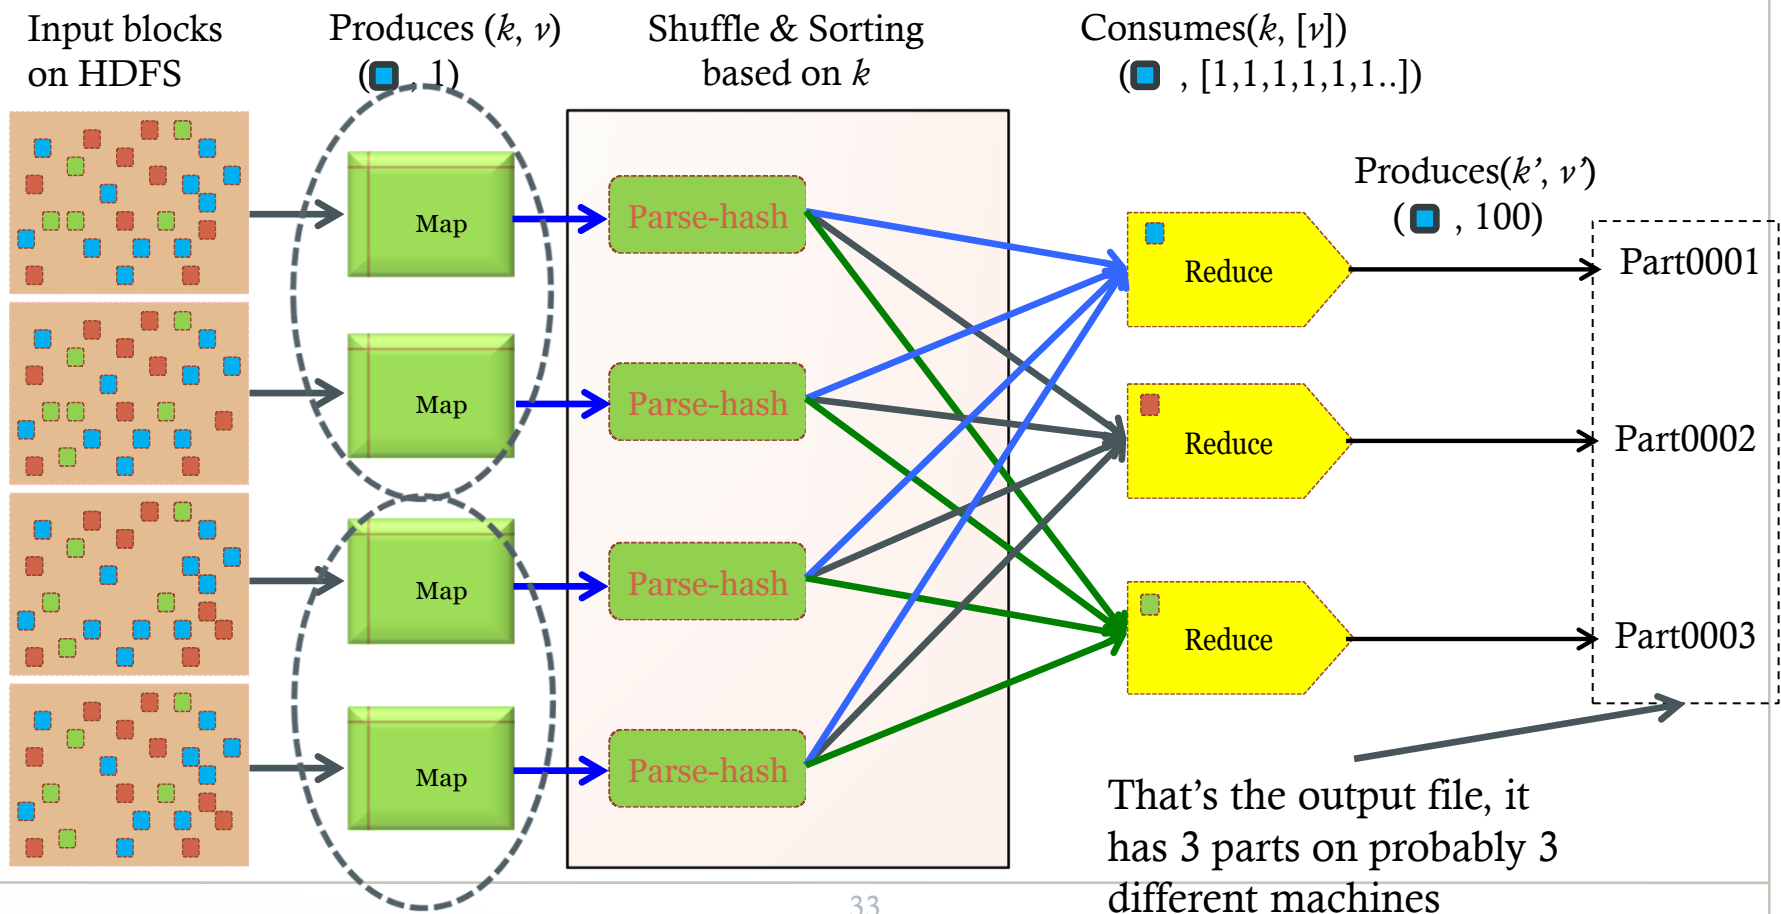 Input blocks
on HDFS
Produces (k, v)
( , 1)
Shuffle & Sorting
based on k
Consumes(k, [v])
( , [1,1,1,1,1,1..])
Produces(k’, v’)
( , 100)
Map
Parse-hash
Reduce
Part0001
Map
Parse-hash
Reduce
Part0002
Map
Parse-hash
Reduce
Part0003
Map
Parse-hash
That’s the output file, it
has 3 parts on probably 3
different machines
33